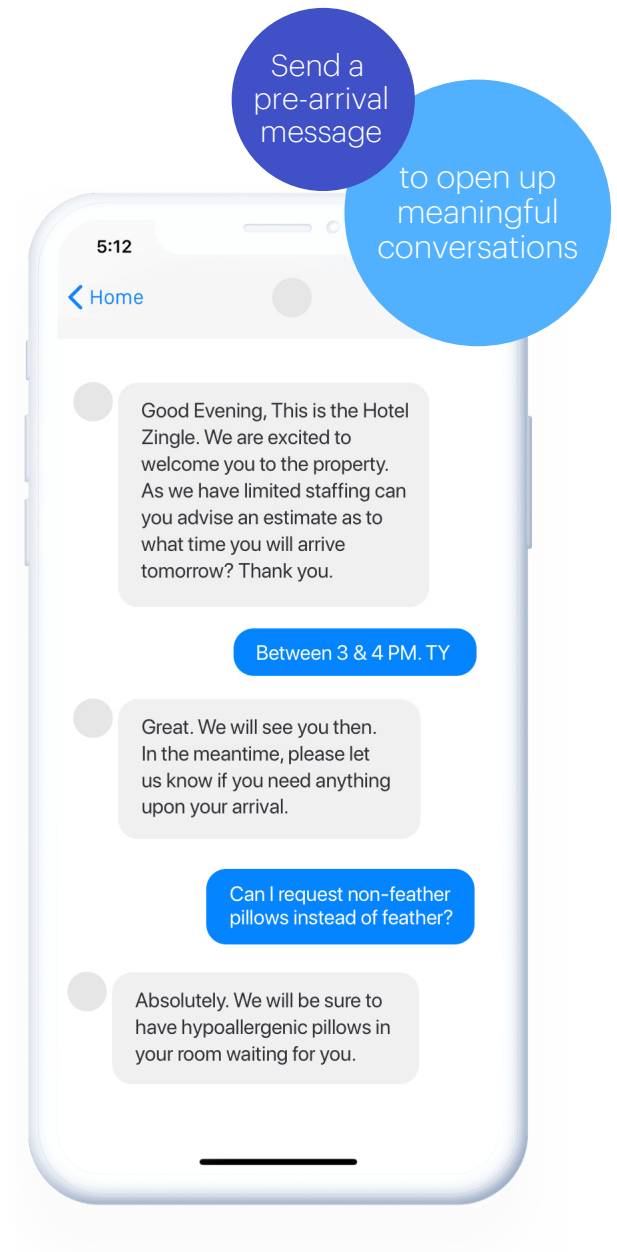 Send a
pre-arrival
message
to open up
meaningful
conversations
5:12
Home
Good Evening, This is the Hotel
Zingle. We are excited to
welcome you to the property.
As we have limited staffing can
you advise an estimate as to
what time you will arrive
tomorrow? Thank you.
Between 3 & 4 PM. TY
Great. We will see you then.
In the meantime, please let
us know if you need anything
upon your arrival.
Can I request non-feather
pillows instead of feather?
Absolutely. We will be sure to
have hypoallergenic pillows in
your room waiting for you.